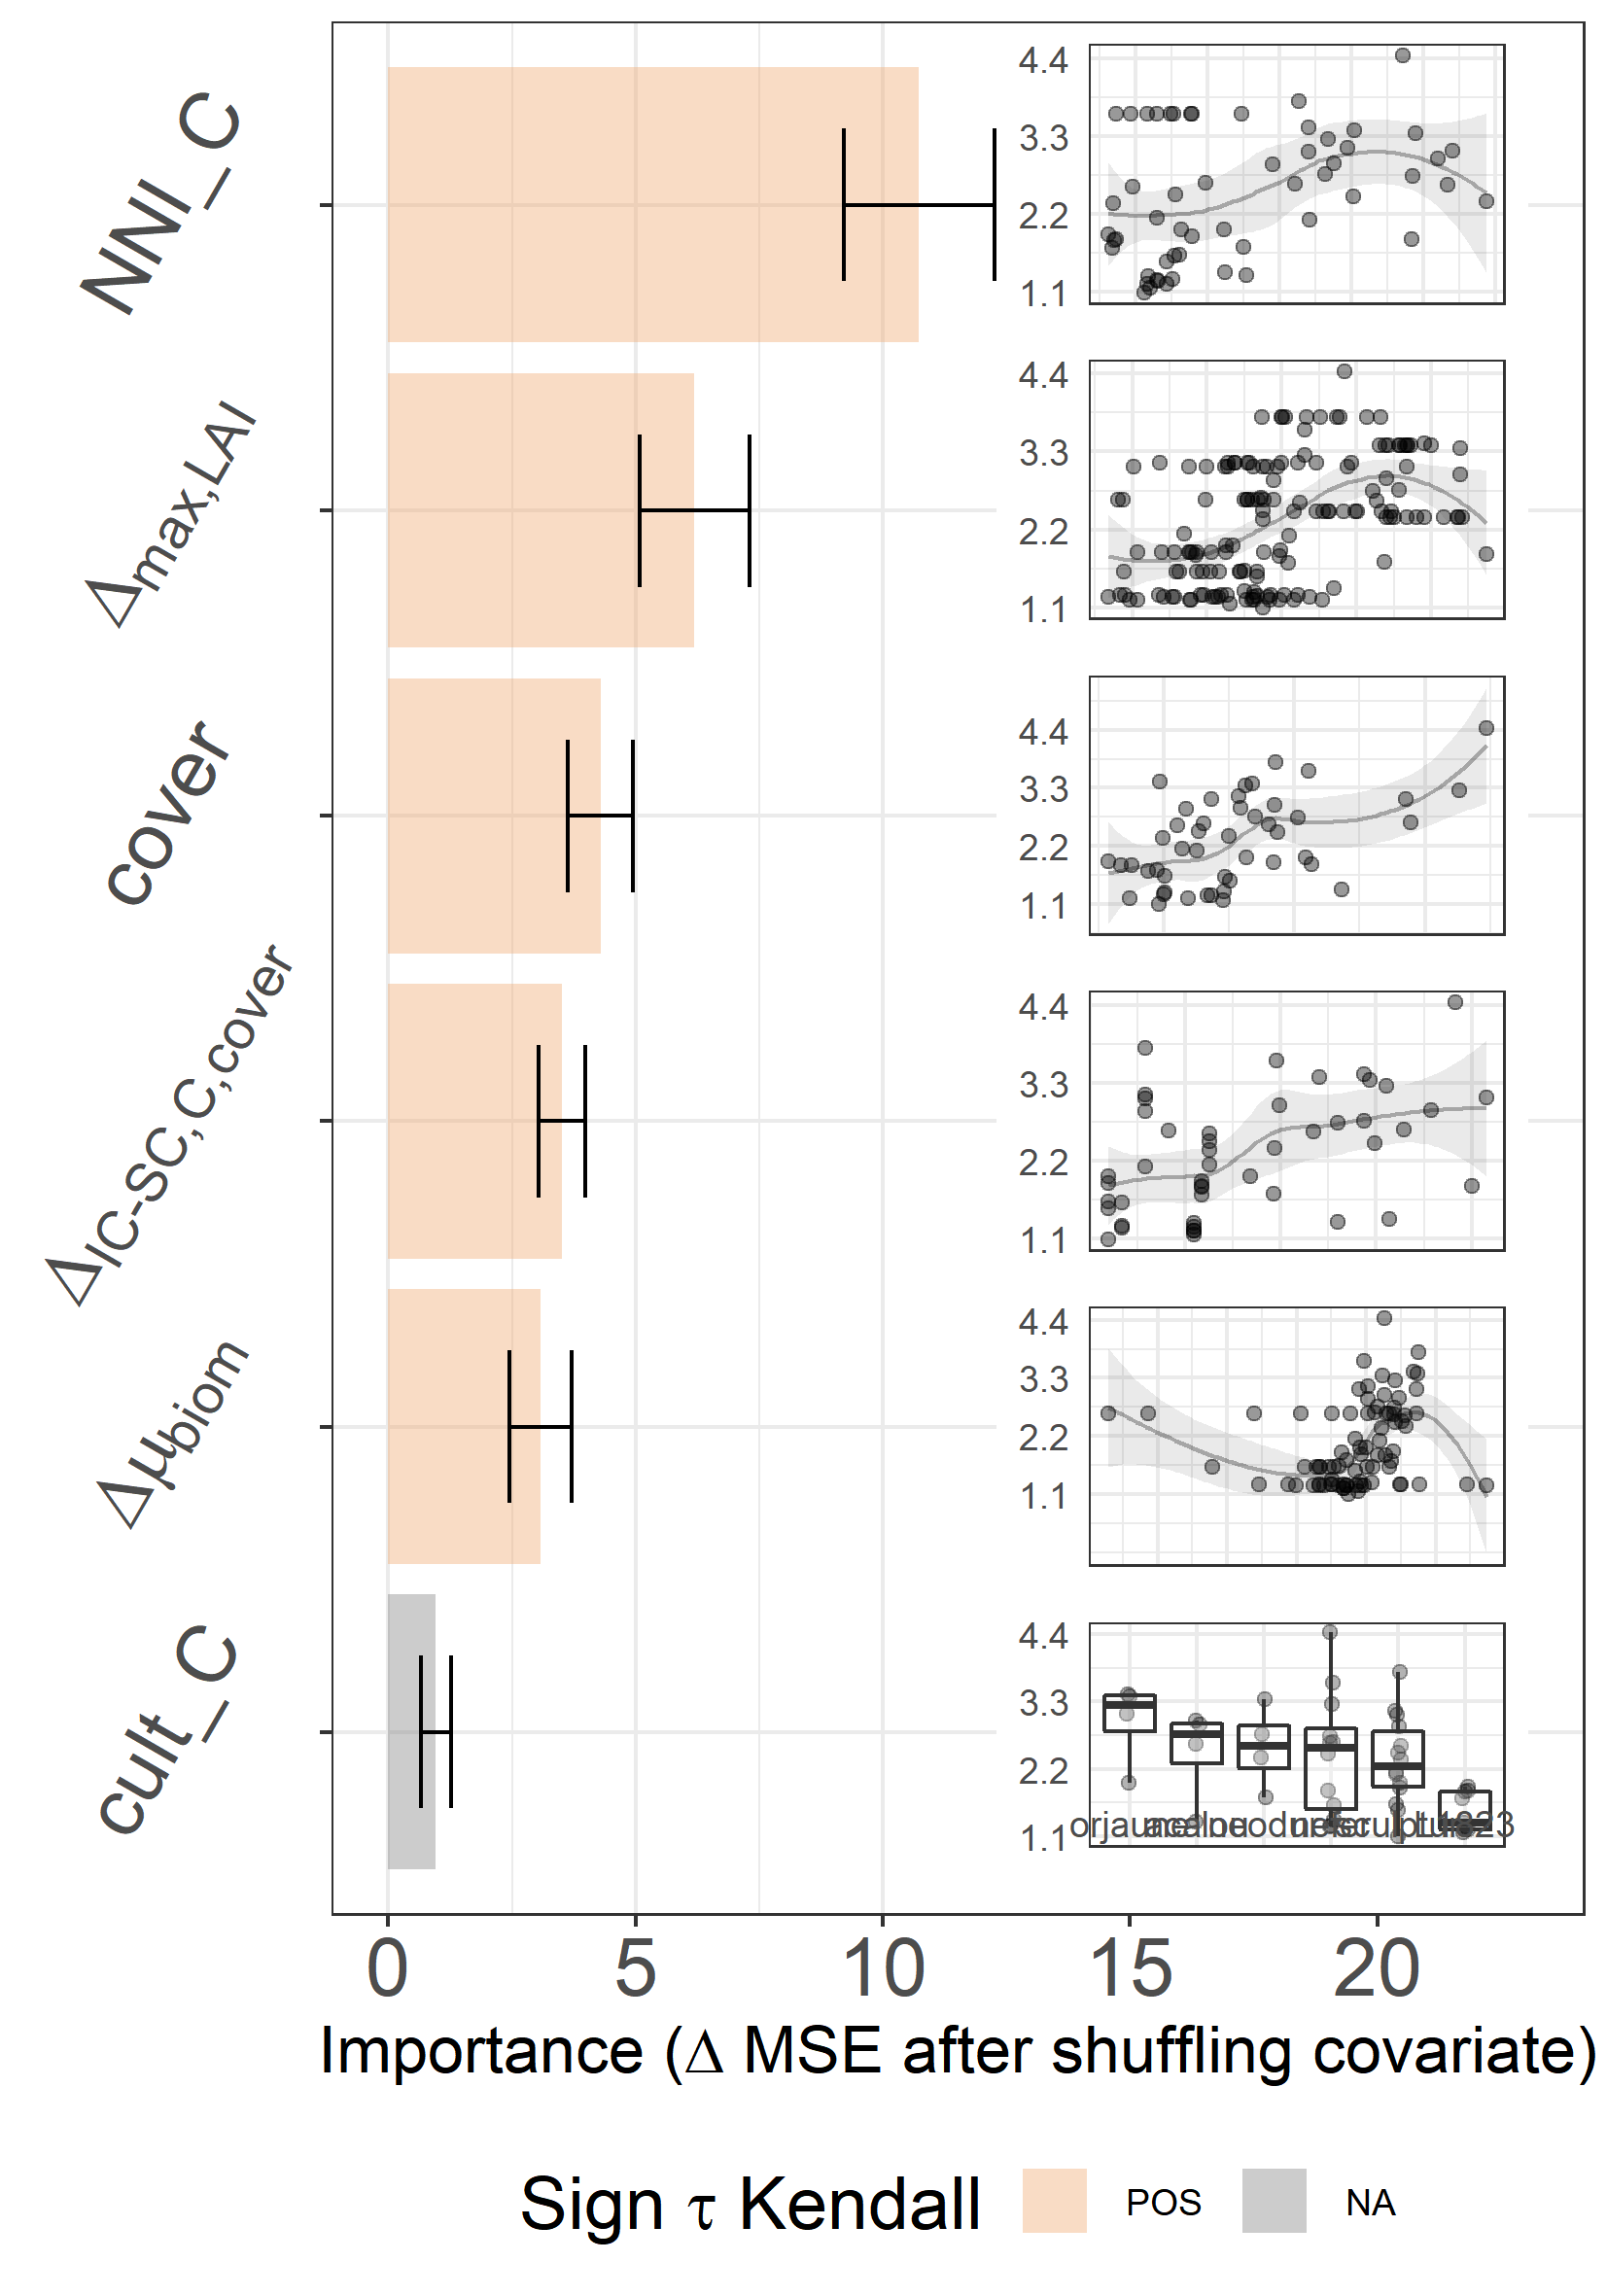 NNI_C
4.4
3.3
2.2
1.1
Δmax,LAI
4.4
3.3
2.2
1.1
cover
4.4
3.3
2.2
1.1
ΔIC-SC,C,cover
4.4
3.3
2.2
1.1
Δμbiom
4.4
3.3
2.2
1.1
cult_C
4.4
3.3
2.2
1.1
orjaune
sculpture
0 5 10 15 20
Importance (Δ MSE after shuffling covariate)
Sign τ Kendall POS NA